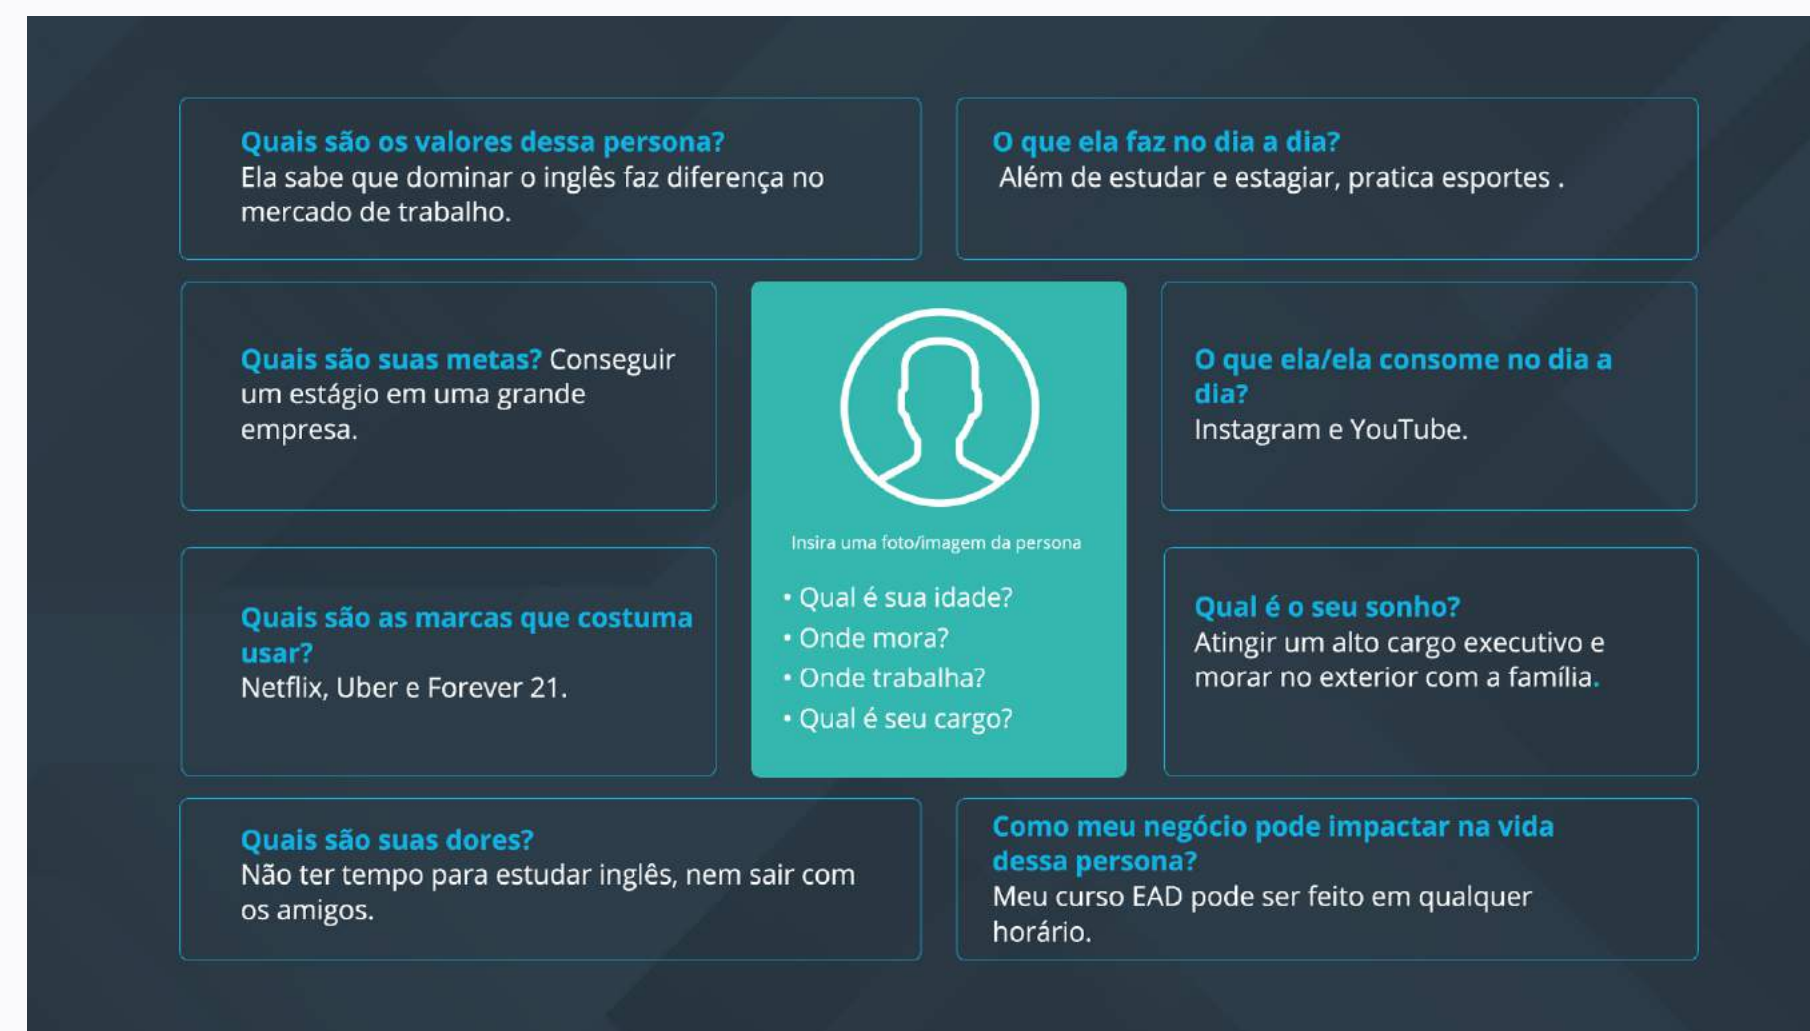 Quais são os valores dessa persona?
Ela sabe que dominar o inglês faz diferença no
mercado de trabalho.
O que ela faz no dia a dia?
Além de estudar e estagiar, pratica esportes .
Quais são suas metas? Conseguir
um estágio em uma grande
empresa.
Insira uma foto/imagem da persona
• Qual é sua idade?
• Onde mora?
• Onde trabalha?
• Qual é seu cargo?
O que ela/ela consome no dia a
dia?
Instagram e YouTube.
Quais são as marcas que costuma
usar?
Netflix, Uber e Forever 21.
Qual é o seu sonho?
Atingir um alto cargo executivo e
morar no exterior com a família.
Quais são suas dores?
Não ter tempo para estudar inglês, nem sair com
os amigos.
Como meu negócio pode impactar na vida
dessa persona?
Meu curso EAD pode ser feito em qualquer
horário.